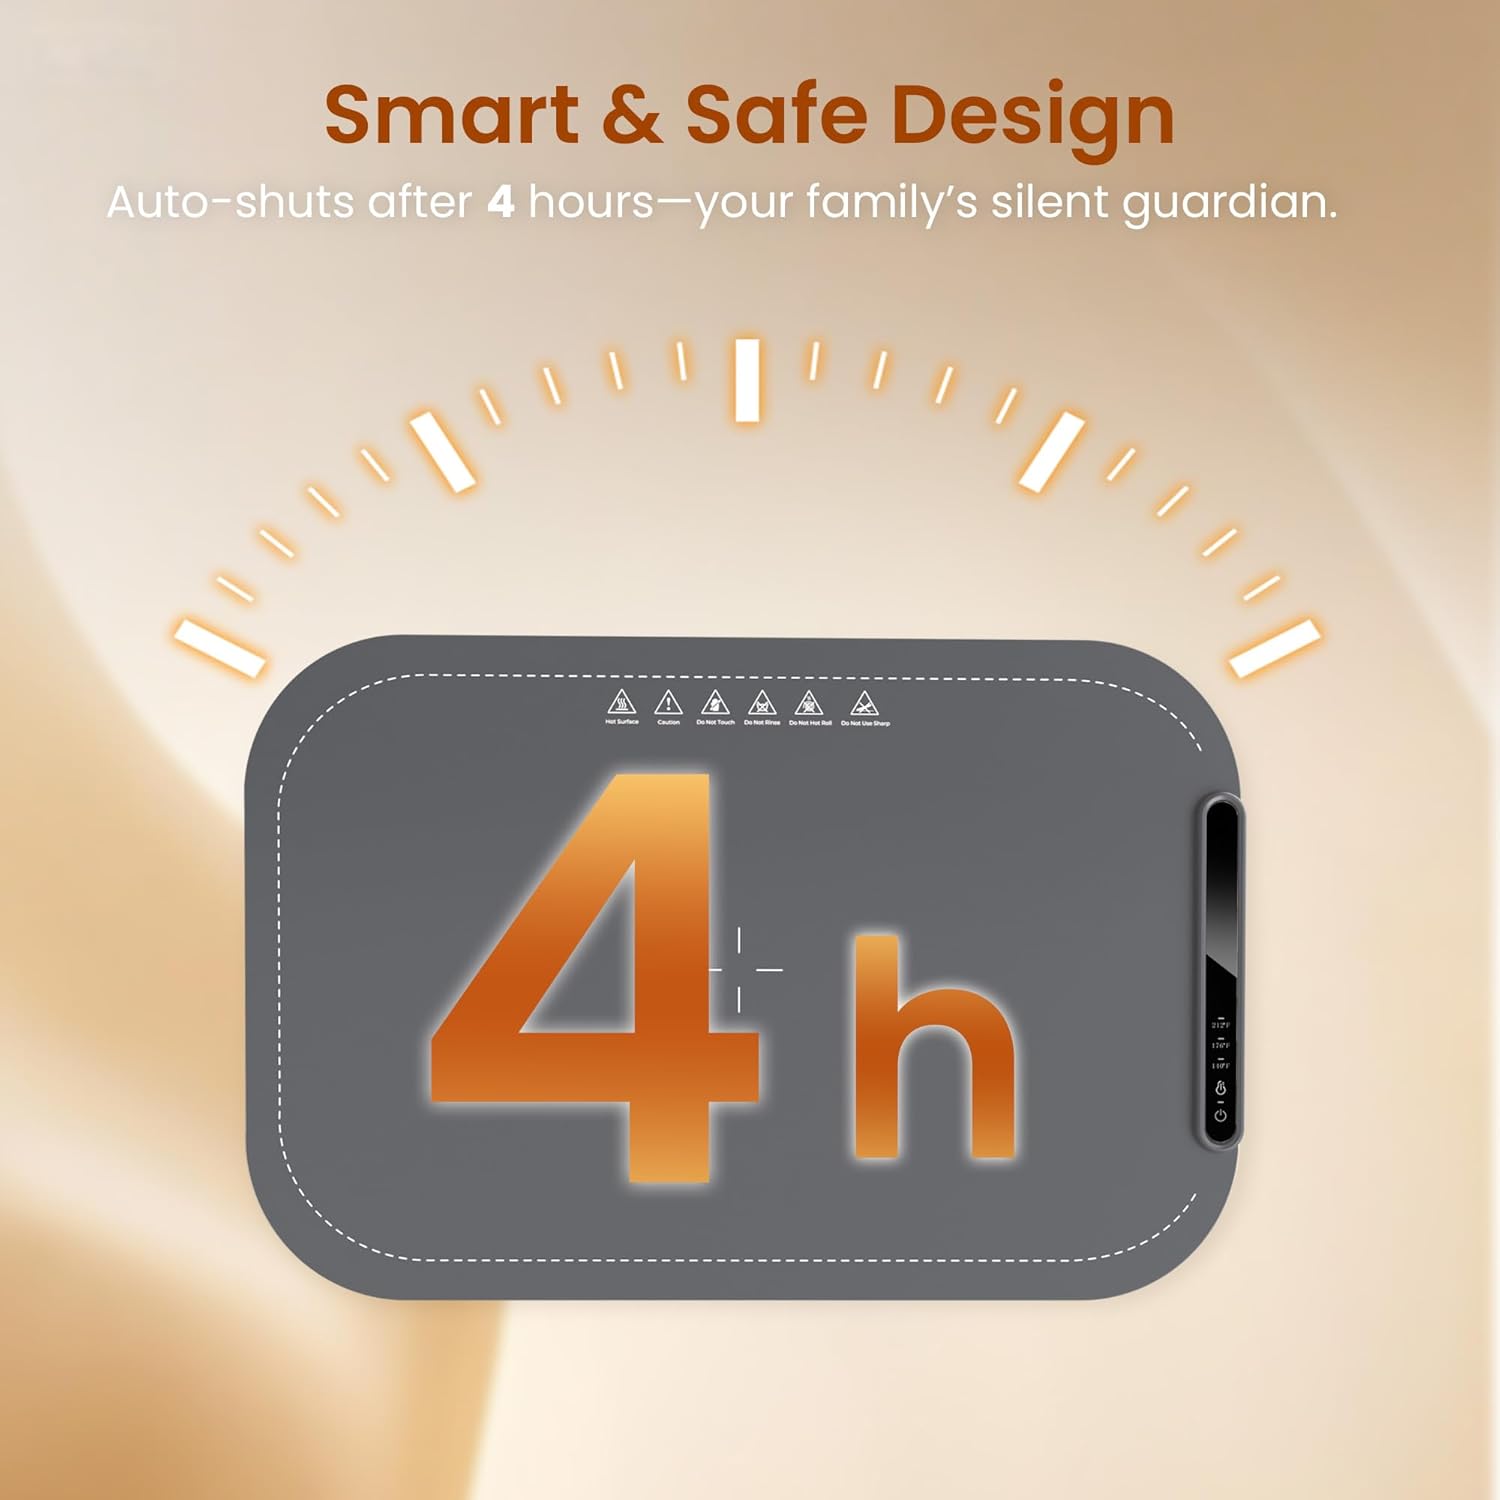 Smart & Safe Design
Auto-shuts after 4 hours—your family’s silent guardian.
Hot Surface Caution Do Not Touch Do Not Rinse Do Not Hot Roll Do Not Use Sharp
4 h
212°F
176°F
140°F